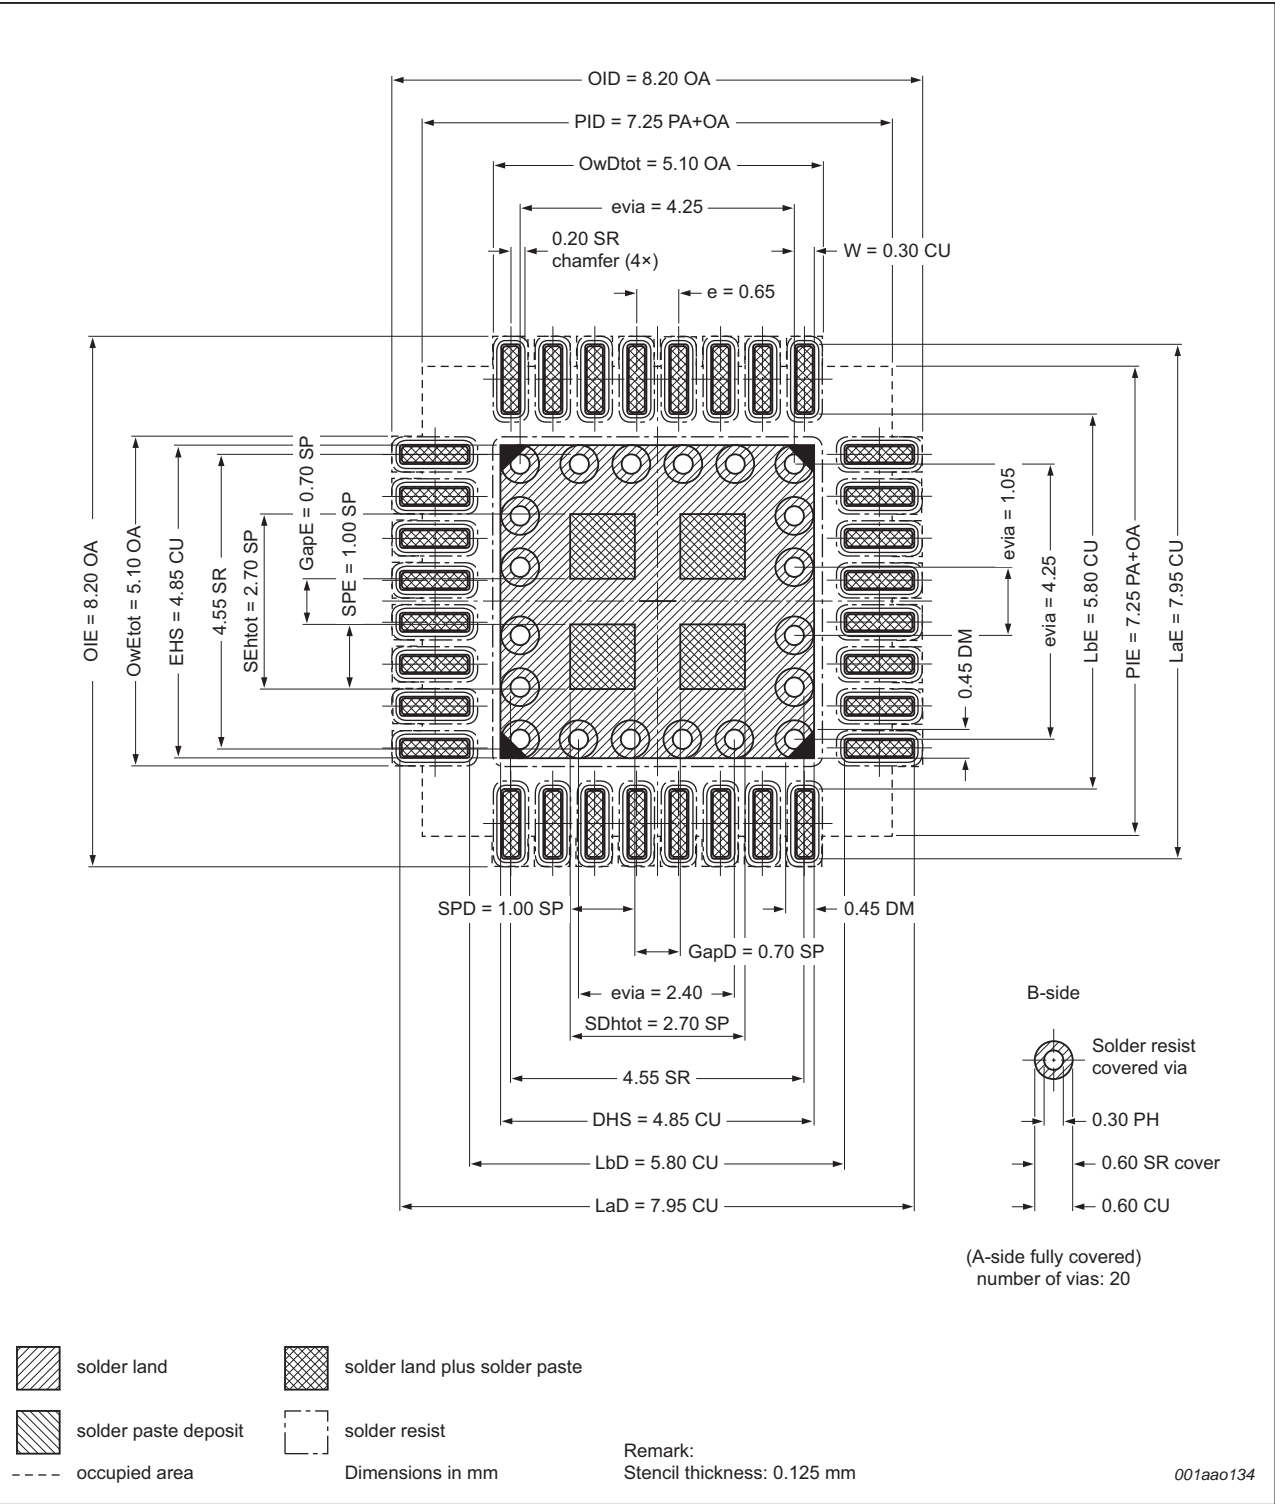 OID = 8.20 OA
PID = 7.25 PA+OA
OwDtot = 5.10 OA
evia = 4.25
0.20 SR
chamfer (4×)
W = 0.30 CU
e = 0.65
OIE = 8.20 OA
OwEtot = 5.10 OA
EHS = 4.85 CU
4.55 SR
SEhtot = 2.70 SP
GapE = 0.70 SP
SPE = 1.00 SP
evia = 1.05
0.45 DM
evia = 4.25
LbE = 5.80 CU
PIE = 7.25 PA+OA
LaE = 7.95 CU
SPD = 1.00 SP
0.45 DM
GapD = 0.70 SP
evia = 2.40
SDhtot = 2.70 SP
4.55 SR
DHS = 4.85 CU
LbD = 5.80 CU
LaD = 7.95 CU
B-side
Solder resist
covered via
0.30 PH
0.60 SR cover
0.60 CU
(A-side fully covered)
number of vias: 20
solder land
solder land plus solder paste
solder paste deposit
solder resist
occupied area
Dimensions in mm
Remark:
Stencil thickness: 0.125 mm
001aao134